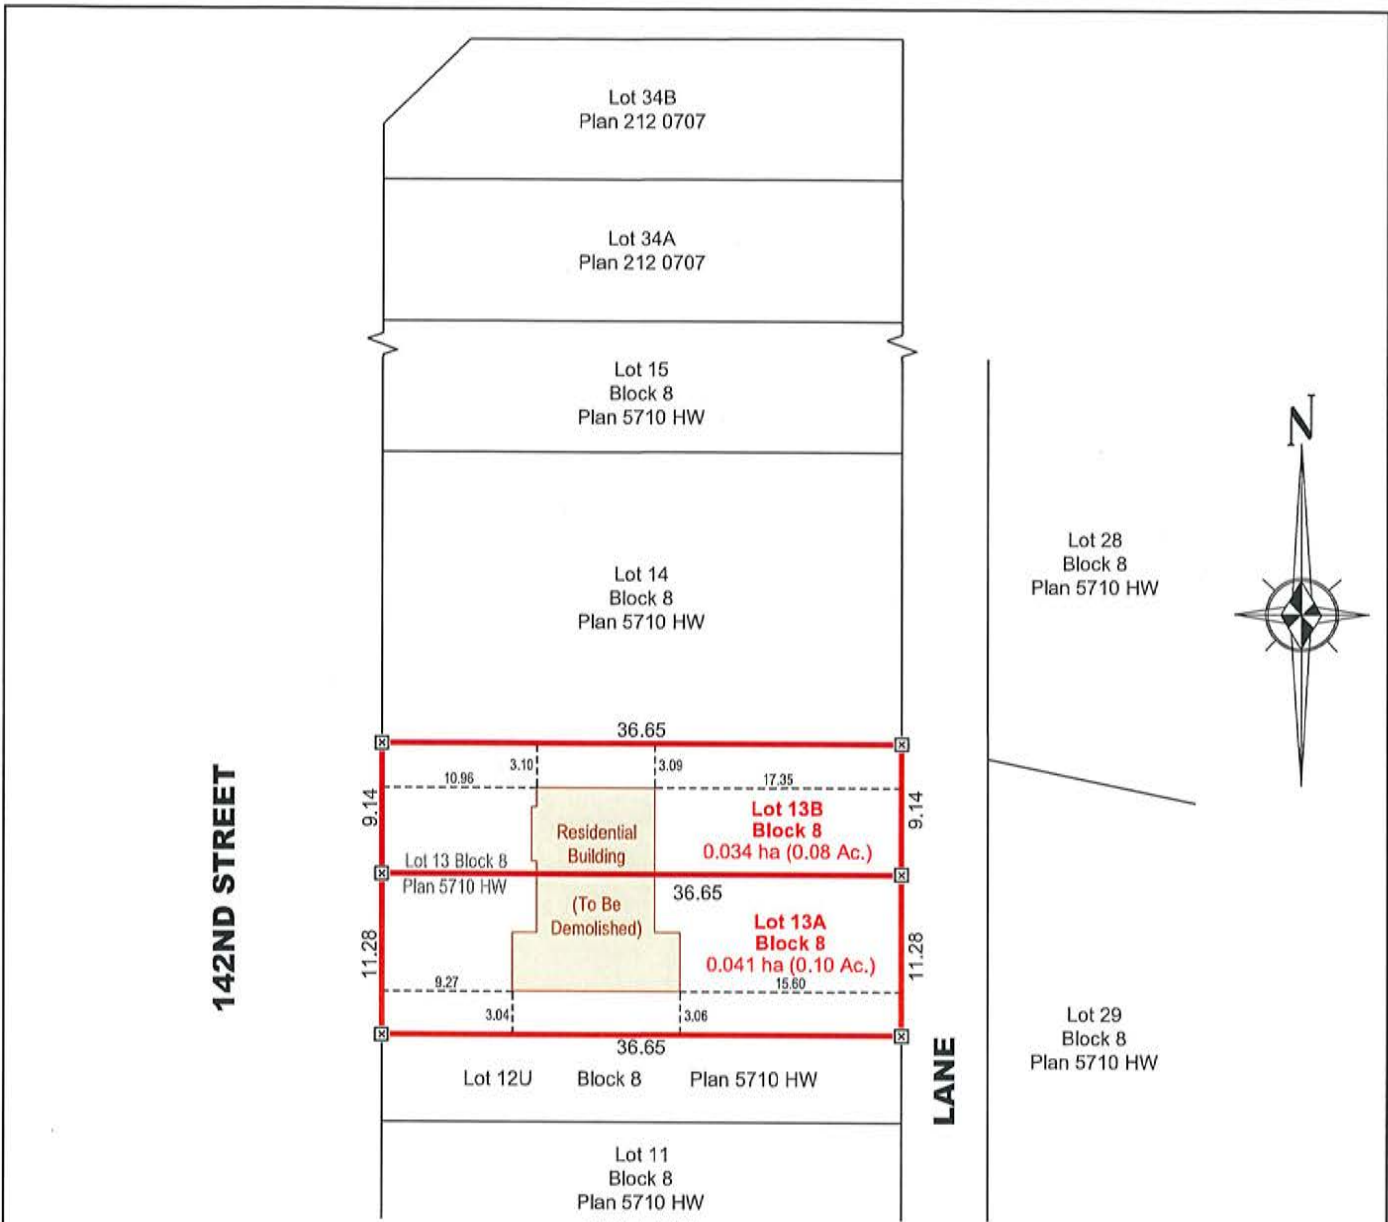 Lot 34B
Plan 212 0707
Lot 34A
Plan 212 0707
Lot 15
Block 8
Plan 5710 HW
N
Lot 28
Block 8
Plan 5710 HW
Lot 14
Block 8
Plan 5710 HW
36.65
3.10
3.09
10.96
17.35
9.14
9.14
Lot 13B
Block 8
0.034 ha (0.08 Ac.)
Residential
Building
Lot 13 Block 8
Plan 5710 HW
36.65
(To Be
Demolished)
Lot 13A
Block 8
0.041 ha (0.10 Ac.)
11.28
11.28
9.27
15.60
3.04
3.06
36.65
142ND STREET
LANE
Lot 12U Block 8 Plan 5710 HW
Lot 29
Block 8
Plan 5710 HW
Lot 11
Block 8
Plan 5710 HW